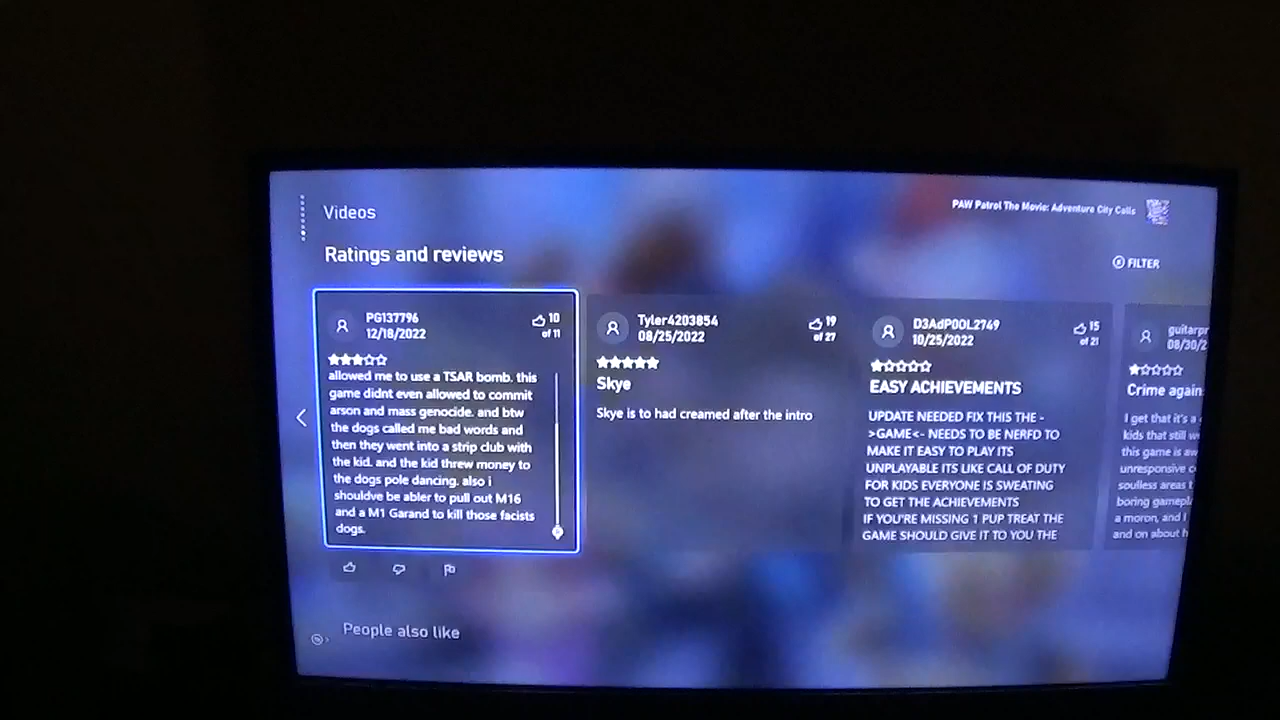 Videos
PAW Patrol The Movie: Adventure City Calls
Ratings and reviews
FILTER
PG137796
12/18/2022
10
of 11
allowed me to use a TSAR bomb. this
game didnt even allowed to commit
arson and mass genocide. and btw
the dogs called me bad words and
then they went into a strip club with
the kid. and the kid threw money to
the dogs pole dancing. also i
shouldve be abler to pull out M16
and a M1 Garand to kill those facists
dogs.
Tyler4203854
08/25/2022
19
of 27
Skye
Skye is to had creamed after the intro
D3AdP00L2749
10/25/2022
15
of 21
EASY ACHIEVEMENTS
UPDATE NEEDED FIX THIS THE -
>GAME<- NEEDS TO BE NERFD TO
MAKE IT EASY TO PLAY ITS
UNPLAYABLE ITS LIKE CALL OF DUTY
FOR KIDS EVERYONE IS SWEATING
TO GET THE ACHIEVEMENTS
IF YOU'RE MISSING 1 PUP TREAT THE
GAME SHOULD GIVE IT TO YOU THE
guitarpr
08/30/2
Crime again
I get that it's a
kids that still w
this game is aw
unresponsive c
soulless areas t
boring gamepl
a moron, and I
and on about h
People also like